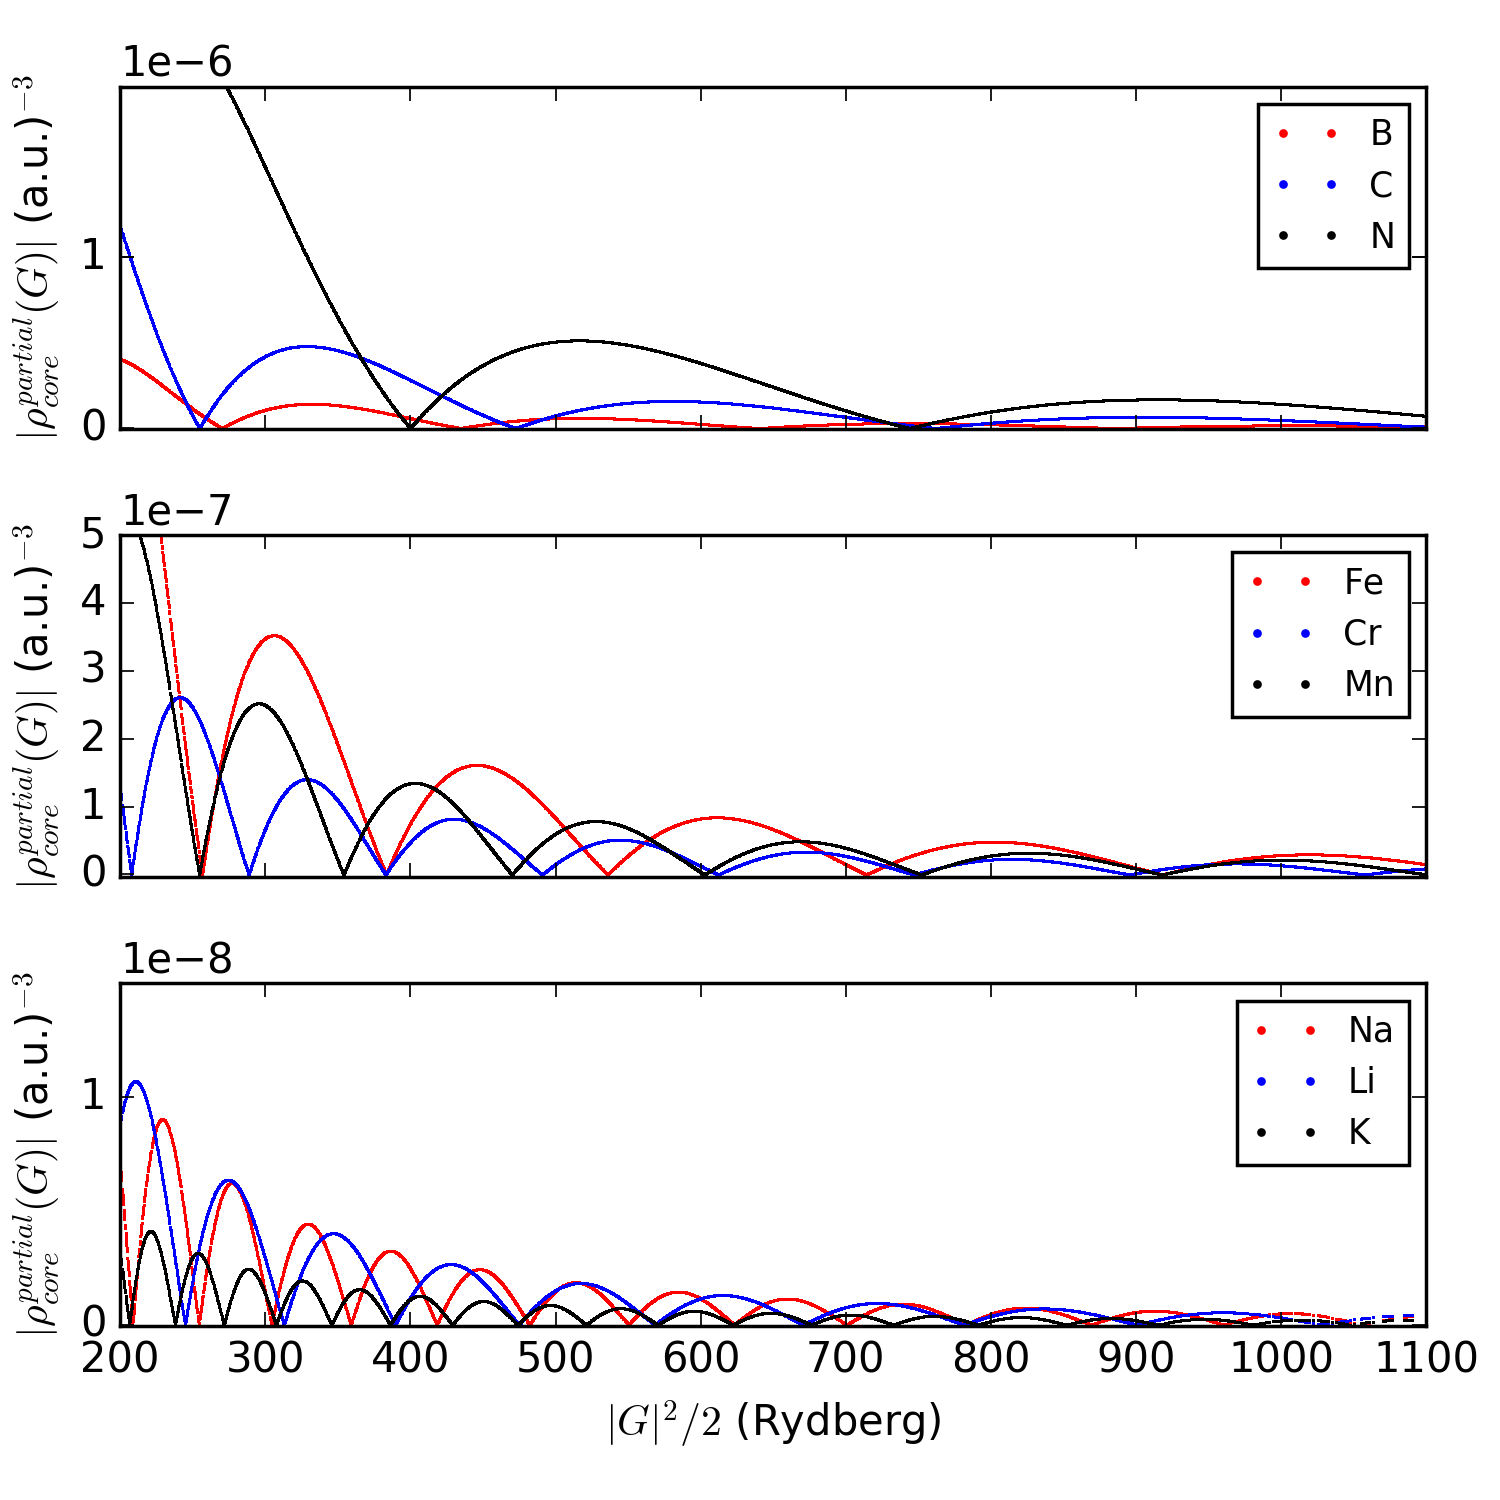 1e−6
|ρ_core^partial(G)| (a.u.)^−3
1
0
B
C
N
1e−7
|ρ_core^partial(G)| (a.u.)^−3
5
4
3
2
1
0
Fe
Cr
Mn
1e−8
|ρ_core^partial(G)| (a.u.)^−3
1
0
Na
Li
K
200 300 400 500 600 700 800 900 1000 1100
|G|²/2 (Rydberg)